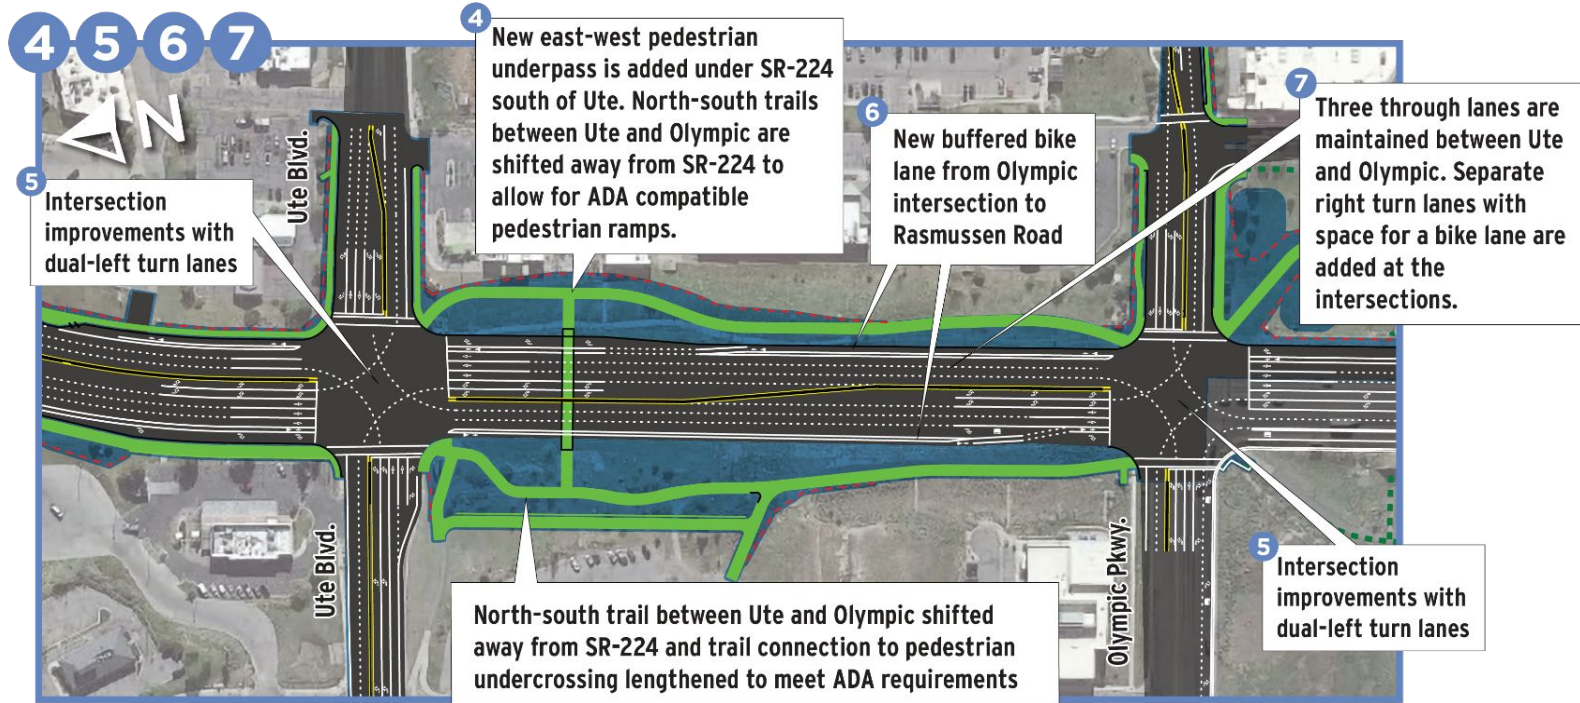 4 5 6 7
N
4
New east-west pedestrian
underpass is added under SR-224
south of Ute. North-south trails
between Ute and Olympic are
shifted away from SR-224 to
allow for ADA compatible
pedestrian ramps.
6
New buffered bike
lane from Olympic
intersection to
Rasmussen Road
7
Three through lanes are
maintained between Ute
and Olympic. Separate
right turn lanes with
space for a bike lane are
added at the
intersections.
5
Intersection
improvements with
dual-left turn lanes
Ute Blvd.
Ute Blvd.
Olympic Pkwy.
North-south trail between Ute and Olympic shifted
away from SR-224 and trail connection to pedestrian
undercrossing lengthened to meet ADA requirements
5
Intersection
improvements with
dual-left turn lanes